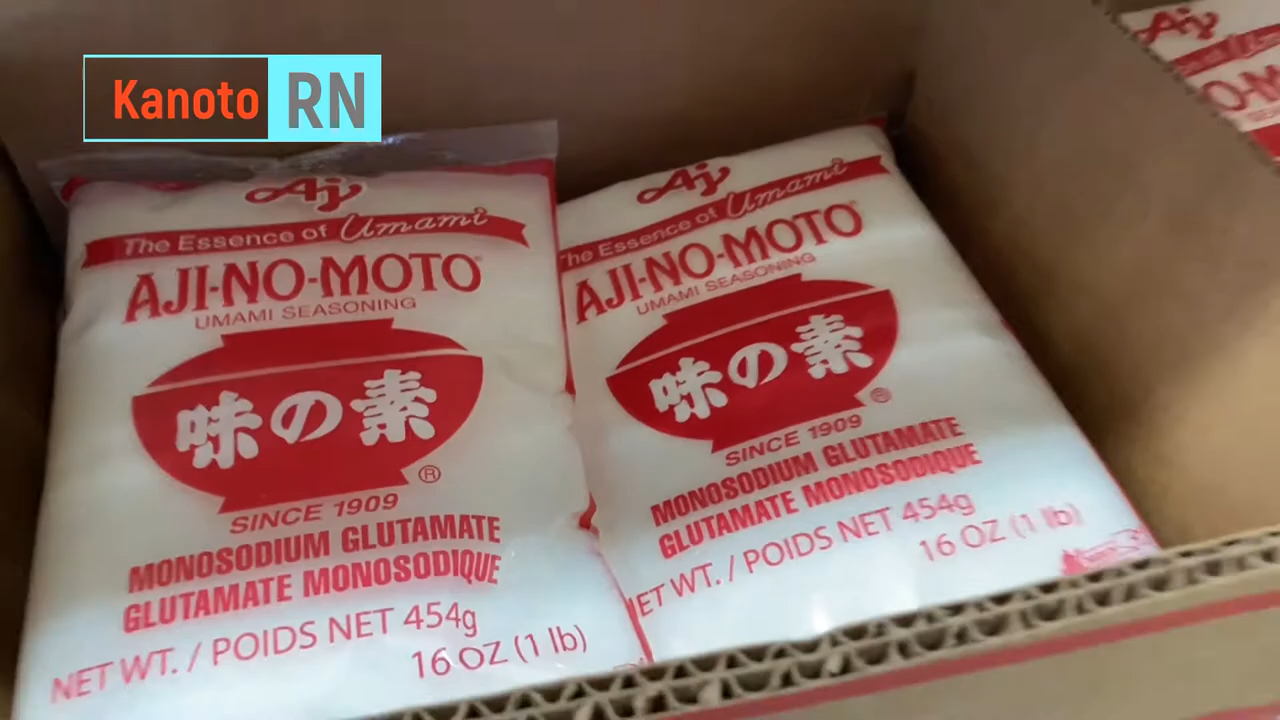 Kanoto RN
Aj
The Essence of Umami
AJI-NO-MOTO®
UMAMI SEASONING
味の素
®
SINCE 1909
MONOSODIUM GLUTAMATE
GLUTAMATE MONOSODIQUE
NET WT. / POIDS NET 454g
16 OZ (1 lb)
Aj
The Essence of Umami
AJI-NO-MOTO®
UMAMI SEASONING
味の素
®
SINCE 1909
MONOSODIUM GLUTAMATE
GLUTAMATE MONOSODIQUE
NET WT. / POIDS NET 454g
16 OZ (1 lb)
Aj
O-M